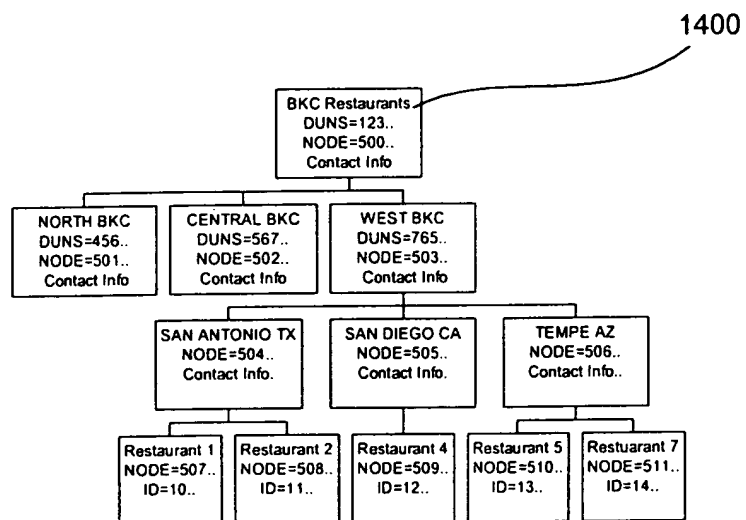 1400
BKC Restaurants
DUNS=123..
NODE=500..
Contact Info
NORTH BKC
DUNS=456..
NODE=501..
Contact Info
CENTRAL BKC
DUNS=567..
NODE=502..
Contact Info
WEST BKC
DUNS=765..
NODE=503..
Contact Info
SAN ANTONIO TX
NODE=504..
Contact Info.
SAN DIEGO CA
NODE=505..
Contact Info.
TEMPE AZ
NODE=506..
Contact Info..
Restaurant 1
NODE=507..
ID=10..
Restaurant 2
NODE=508..
ID=11..
Restaurant 4
NODE=509..
ID=12..
Restaurant 5
NODE=510..
ID=13..
Restuarant 7
NODE=511..
ID=14..